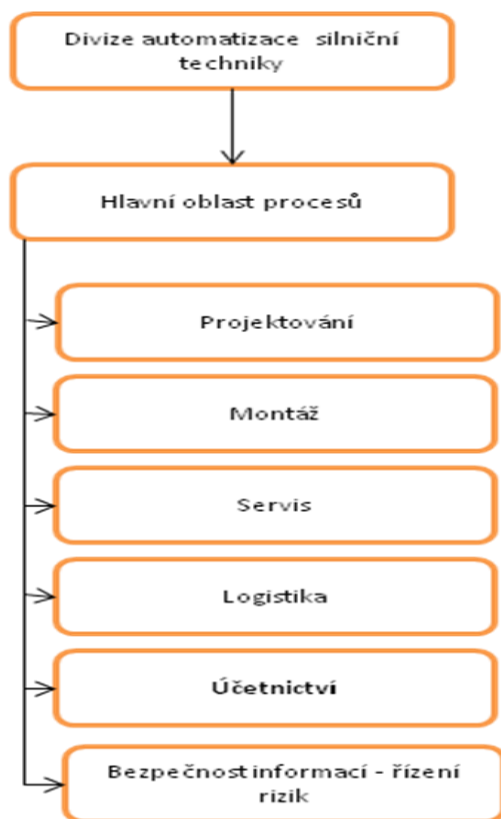 Divize automatizace silniční
techniky
Hlavní oblast procesů
Projektování
Montáž
Servis
Logistika
Účetnictví
Bezpečnost informací - řízení
rizik